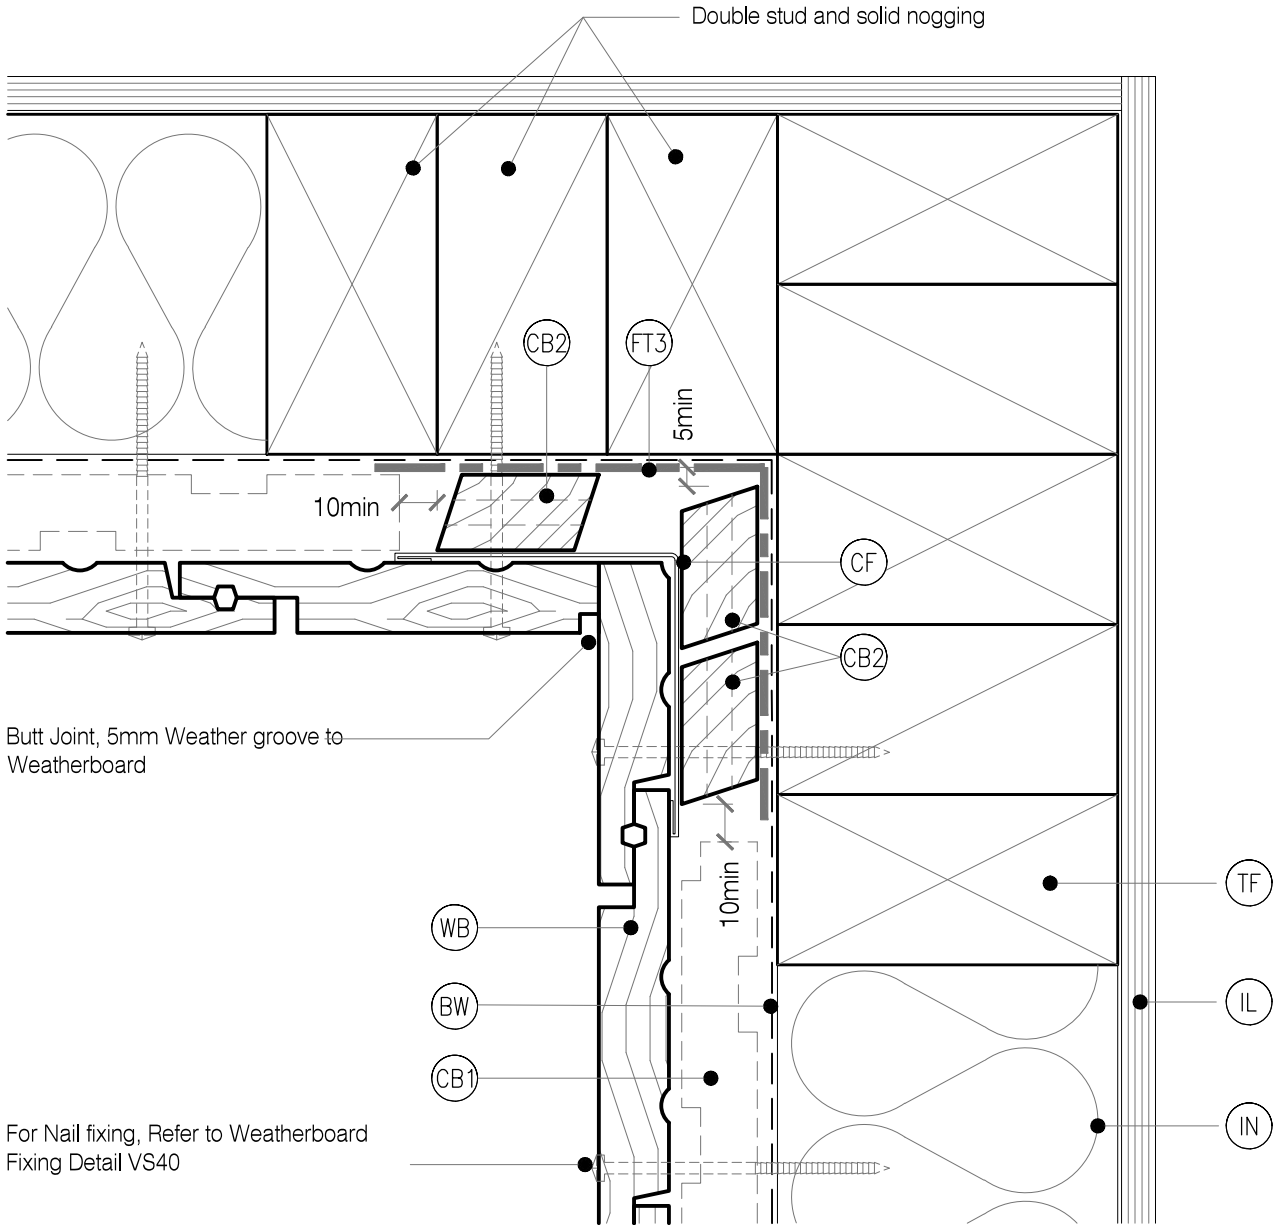 Double stud and solid nogging
CB2
FT3
5min
10min
CF
CB2
Butt Joint, 5mm Weather groove to
Weatherboard
10min
TF
WB
BW
IL
CB1
IN
For Nail fixing, Refer to Weatherboard
Fixing Detail VS40